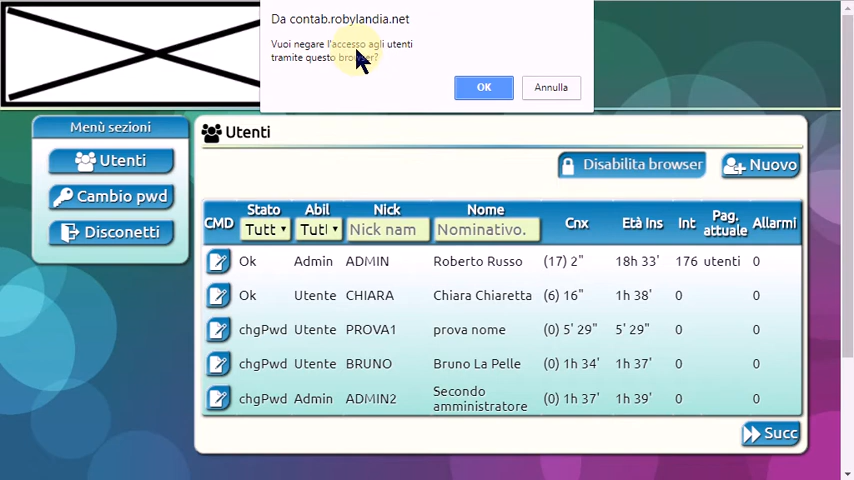 Da contab.robylandia.net
Vuoi negare l'accesso agli utenti
tramite questo browser?
OK
Annulla
Menù sezioni
Utenti
Cambio pwd
Disconetti
Utenti
Disabilita browser
Nuovo
CMD Stato Abil Nick Nome Cnx Età Ins Int Pag. attuale Allarmi
Tutt Tutt Nick nam Nominativo.
Ok Admin ADMIN Roberto Russo (17) 2" 18h 33' 176 utenti 0
Ok Utente CHIARA Chiara Chiaretta (6) 16" 1h 38' 0 0
chgPwd Utente PROVA1 prova nome (0) 5' 29" 5' 29" 0 0
chgPwd Utente BRUNO Bruno La Pelle (0) 1h 34' 1h 37' 0 0
chgPwd Admin ADMIN2 Secondo amministratore (0) 1h 37' 1h 39' 0 0
Succ